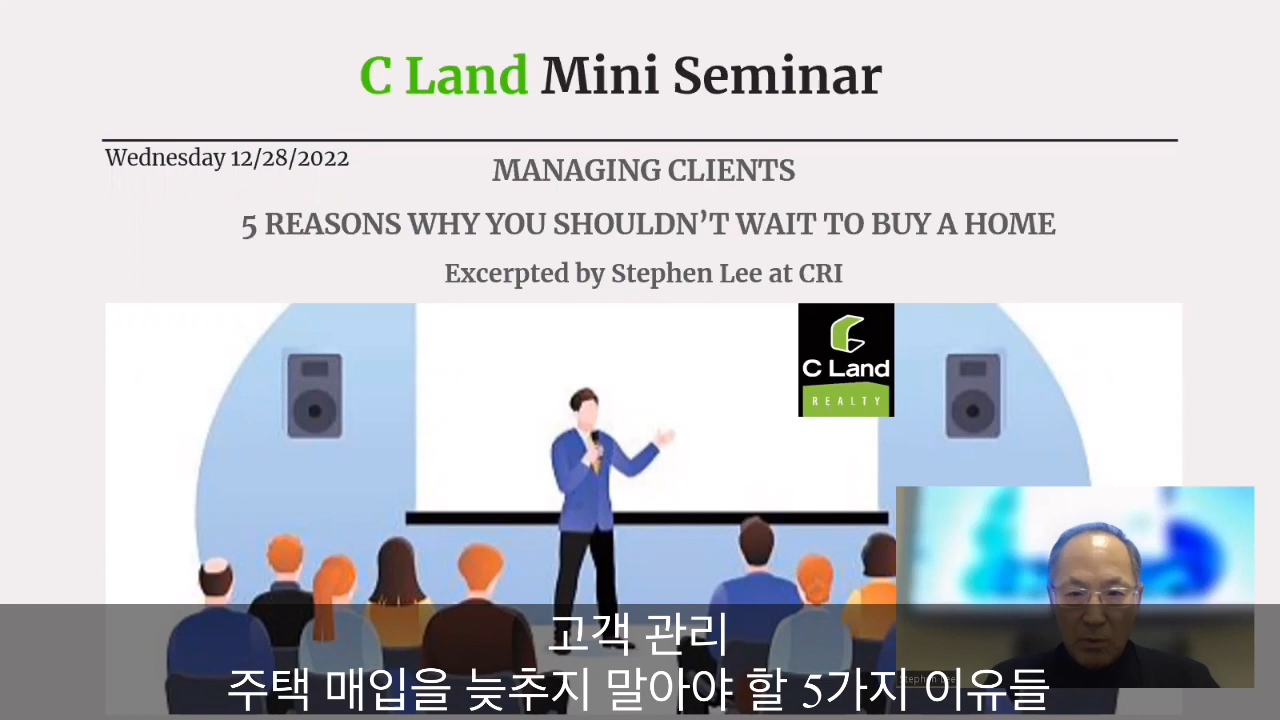 C Land Mini Seminar
Wednesday 12/28/2022
MANAGING CLIENTS
5 REASONS WHY YOU SHOULDN’T WAIT TO BUY A HOME
Excerpted by Stephen Lee at CRI
C Land
REALTY
Stephen Lee
고객 관리
주택 매입을 늦추지 말아야 할 5가지 이유들